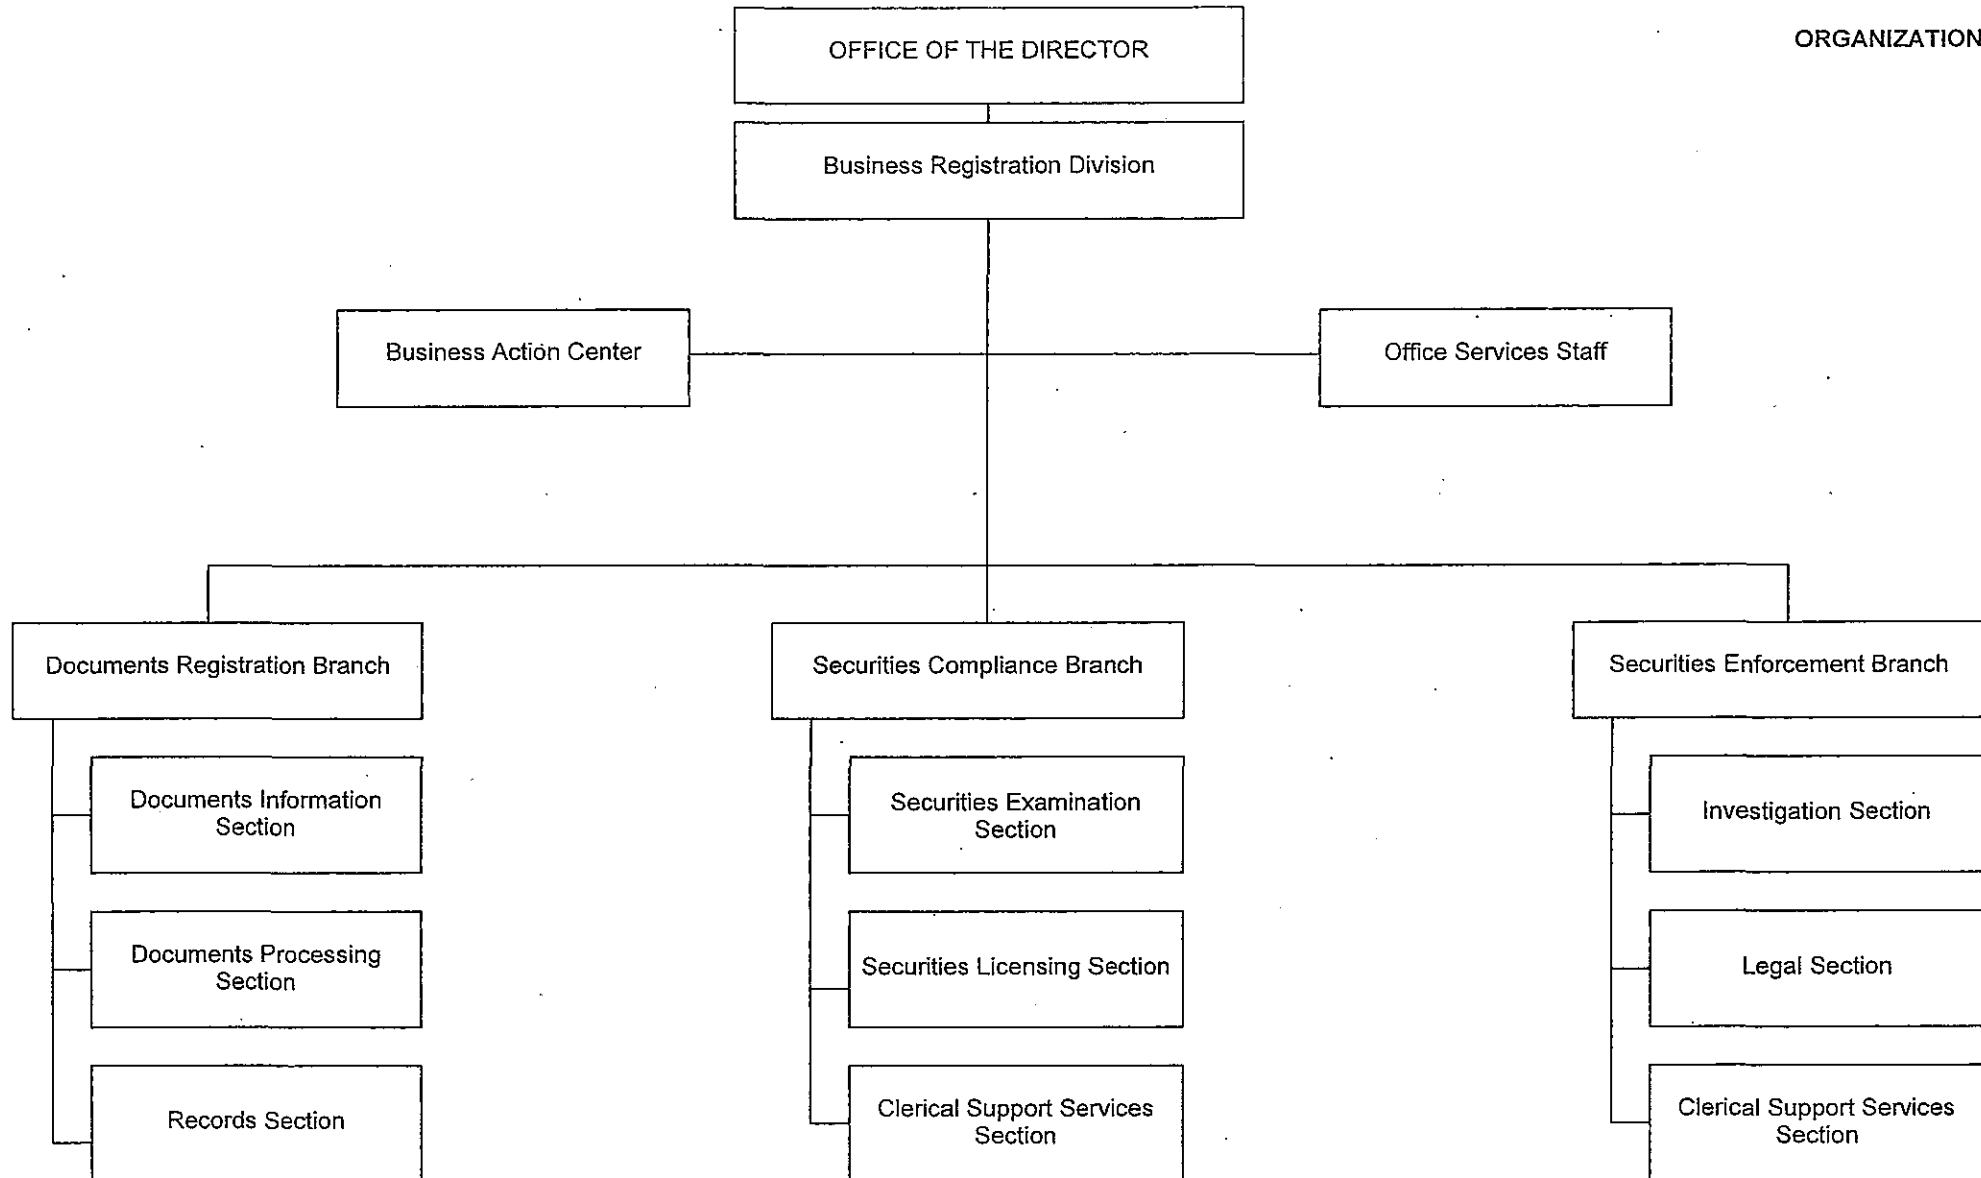 OFFICE OF THE DIRECTOR
ORGANIZATION
Business Registration Division
Business Action Center
Office Services Staff
Documents Registration Branch
Securities Compliance Branch
Securities Enforcement Branch
Documents Information
Section
Securities Examination
Section
Investigation Section
Documents Processing
Section
Securities Licensing Section
Legal Section
Records Section
Clerical Support Services
Section
Clerical Support Services
Section